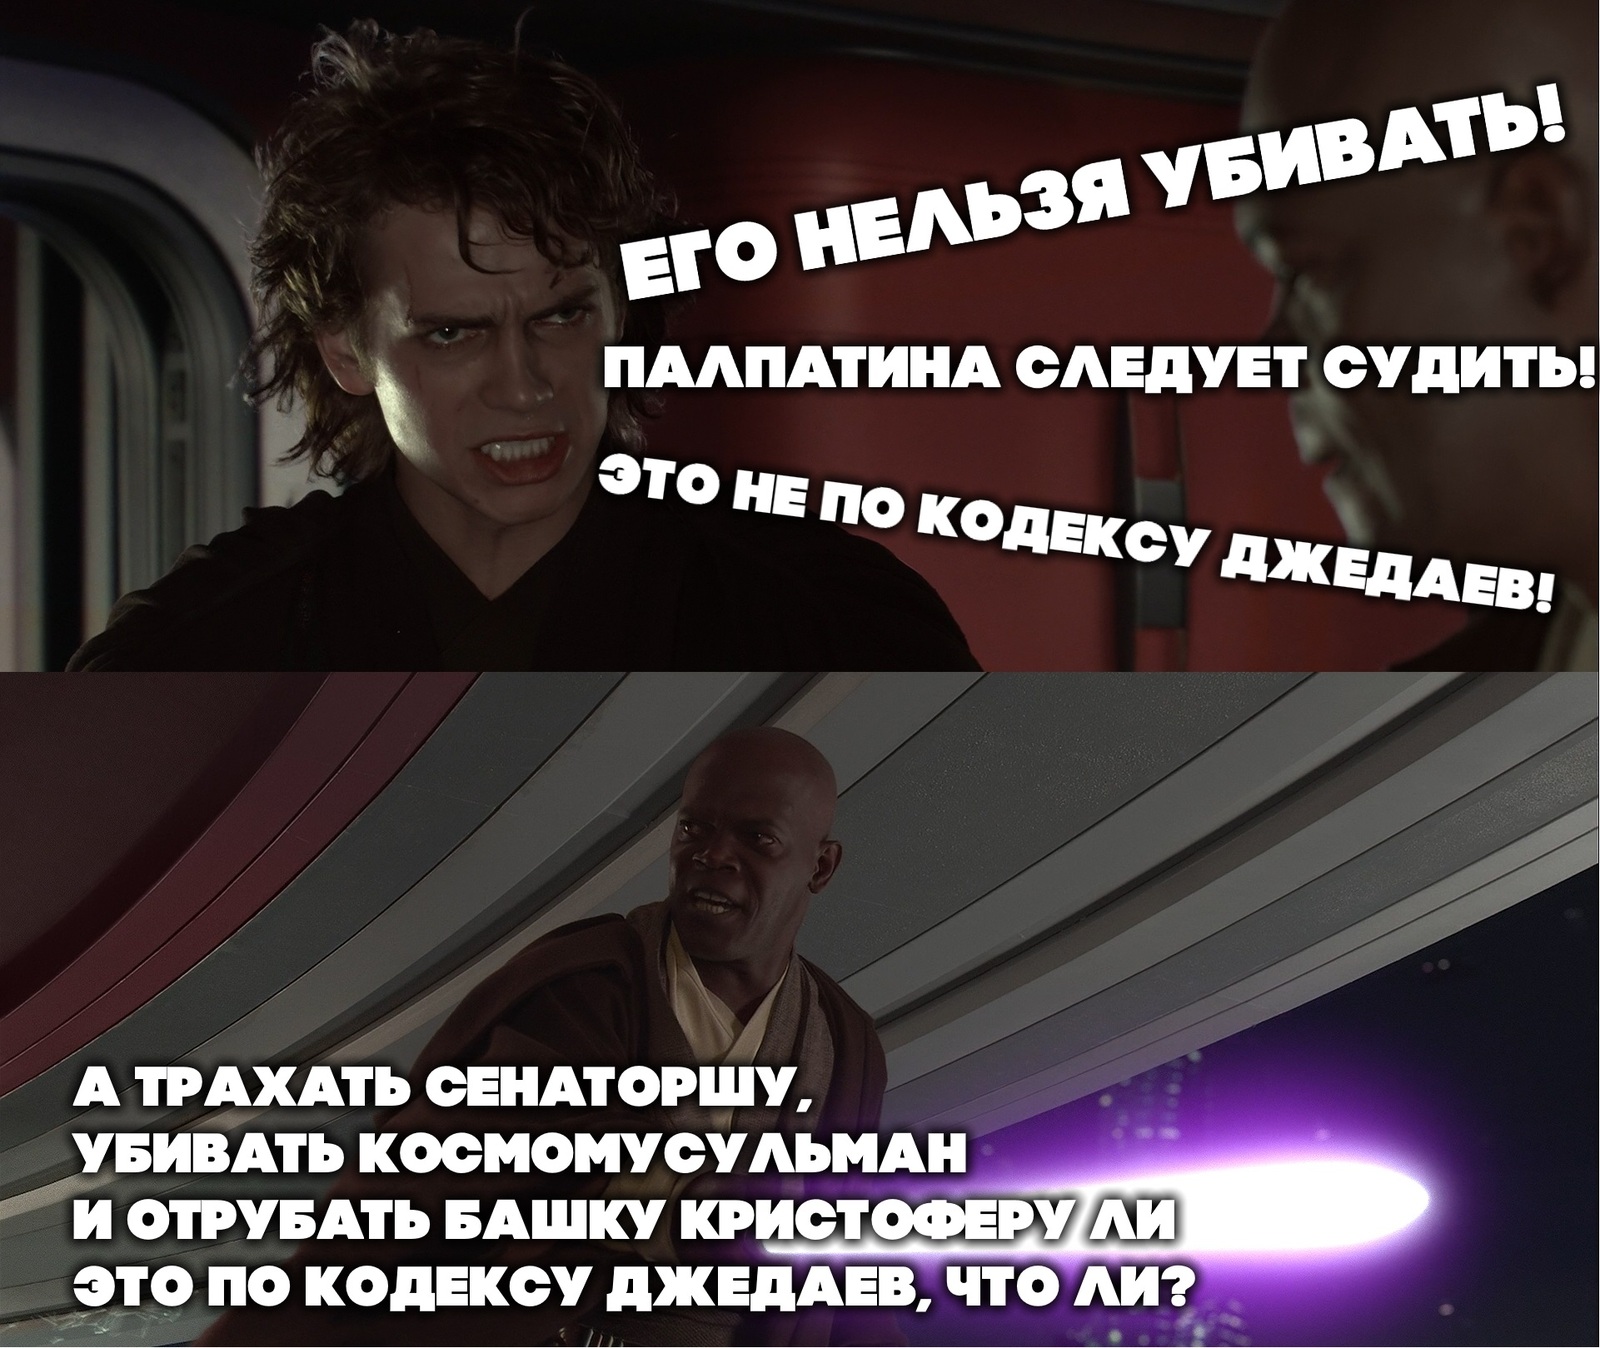 ЕГО НЕЛЬЗЯ УБИВАТЬ!
ПАЛПАТИНА СЛЕДУЕТ СУДИТЬ!
ЭТО НЕ ПО КОДЕКСУ ДЖЕДАЕВ!
А ТРАХАТЬ СЕНАТОРШУ,
УБИВАТЬ КОСМОМУСУЛЬМАН
И ОТРУБАТЬ БАШКУ КРИСТОФЕРУ ЛИ
ЭТО ПО КОДЕКСУ ДЖЕДАЕВ, ЧТО ЛИ?